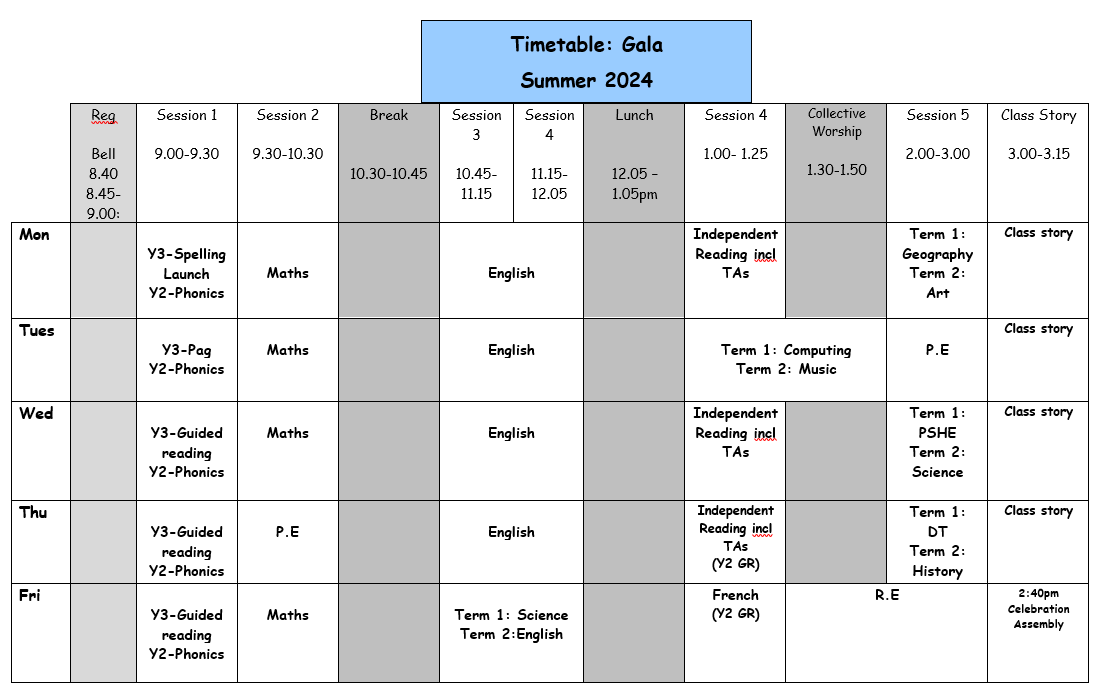 Timetable: Gala
Summer 2024
Reg
Bell
8.40
8.45-
9.00:
Session 1
9.00-9.30
Session 2
9.30-10.30
Break
10.30-10.45
Session
3
10.45-
11.15
Session
4
11.15-
12.05
Lunch
12.05 –
1.05pm
Session 4
1.00- 1.25
Collective
Worship
1.30-1.50
Session 5
2.00-3.00
Class Story
3.00-3.15
Mon
Y3-Spelling
Launch
Y2-Phonics
Maths
English
Independent
Reading incl
TAs
Term 1:
Geography
Term 2:
Art
Class story
Tues
Y3-Pag
Y2-Phonics
Maths
English
Term 1: Computing
Term 2: Music
P.E
Class story
Wed
Y3-Guided
reading
Y2-Phonics
Maths
English
Independent
Reading incl
TAs
Term 1:
PSHE
Term 2:
Science
Class story
Thu
Y3-Guided
reading
Y2-Phonics
P.E
English
Independent
Reading incl
TAs
(Y2 GR)
Term 1:
DT
Term 2:
History
Class story
Fri
Y3-Guided
reading
Y2-Phonics
Maths
Term 1: Science
Term 2:English
French
(Y2 GR)
R.E
2:40pm
Celebration
Assembly